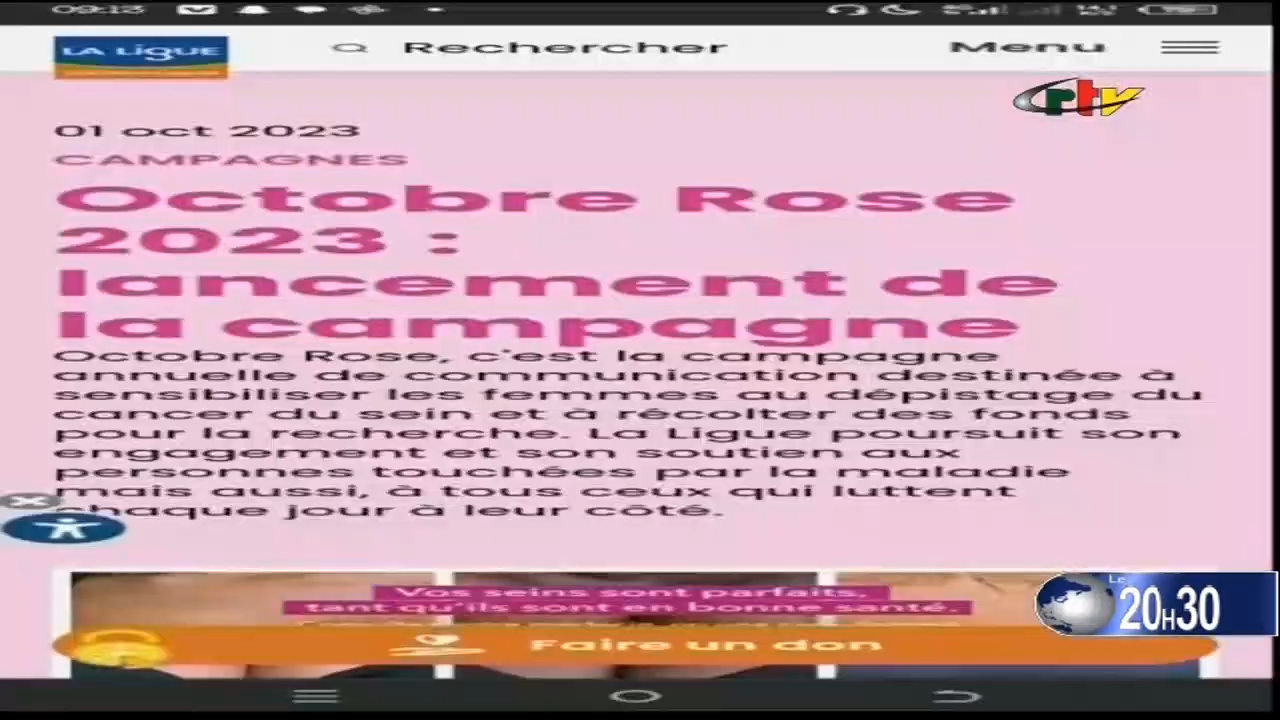 09:13
LA LIGUE
Rechercher
Menu
crtv
01 oct 2023
CAMPAGNES
Octobre Rose
2023 :
lancement de
la campagne
Octobre Rose, c'est la campagne
annuelle de communication destinée à
sensibiliser les femmes au dépistage du
cancer du sein et à récolter des fonds
pour la recherche. La Ligue poursuit son
engagement et son soutien aux
personnes touchées par la maladie
mais aussi, à tous ceux qui luttent
chaque jour à leur côté.
Vos seins sont parfaits,
tant qu'ils sont en bonne santé.
Le
20H30
Faire un don